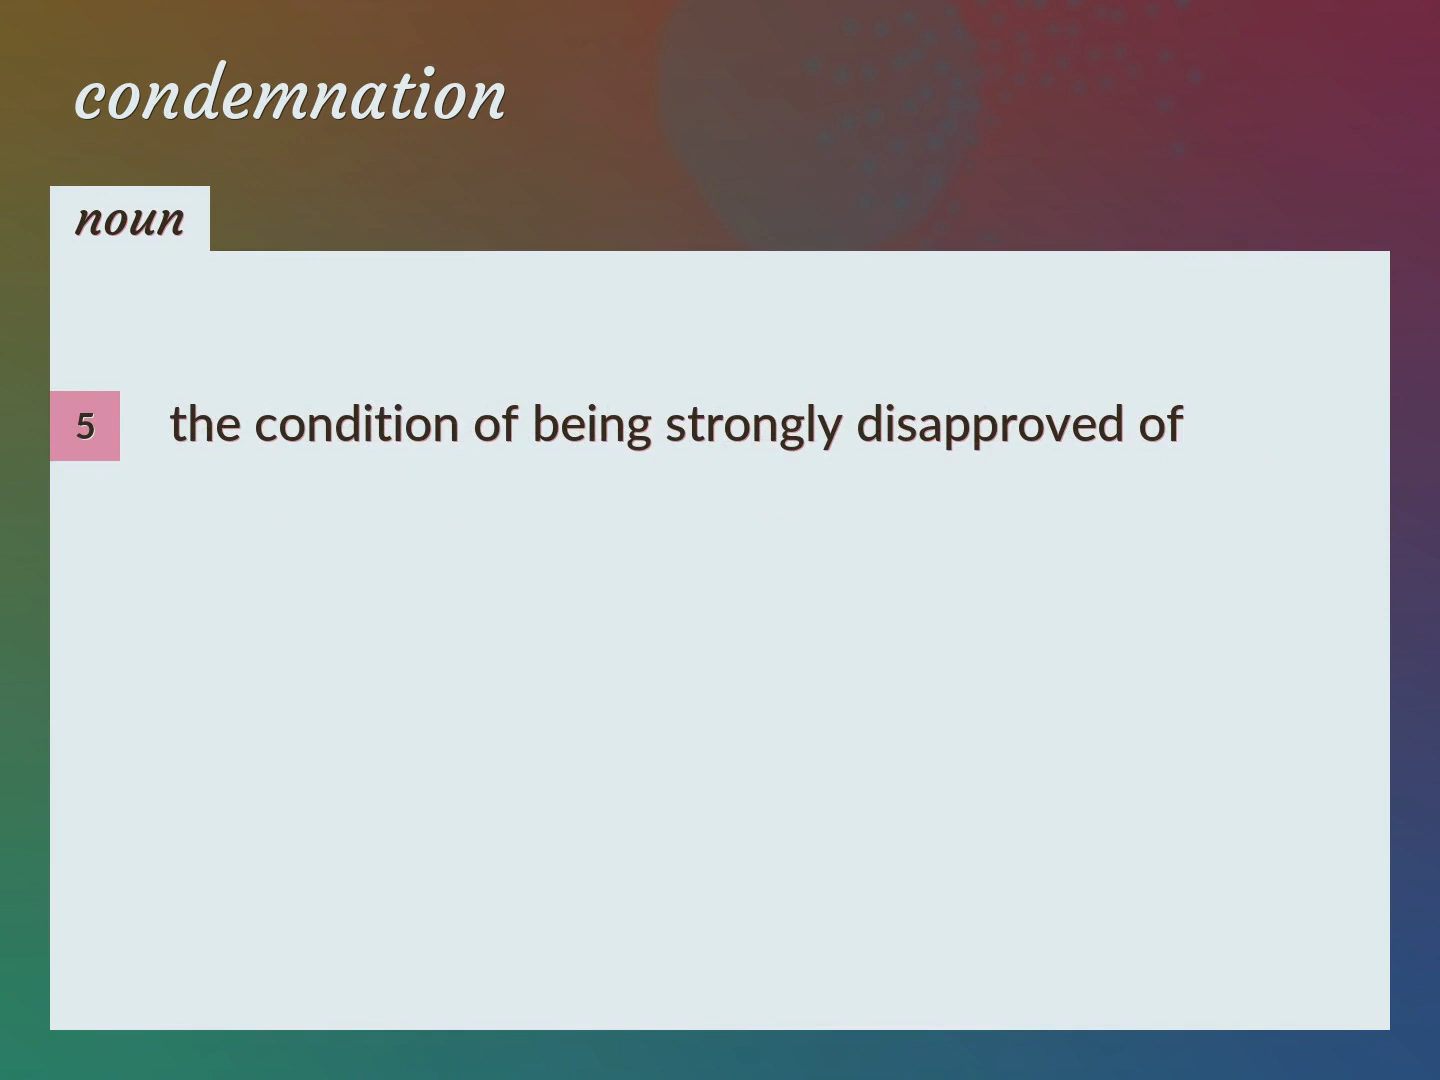 condemnation
noun
5
the condition of being strongly disapproved of